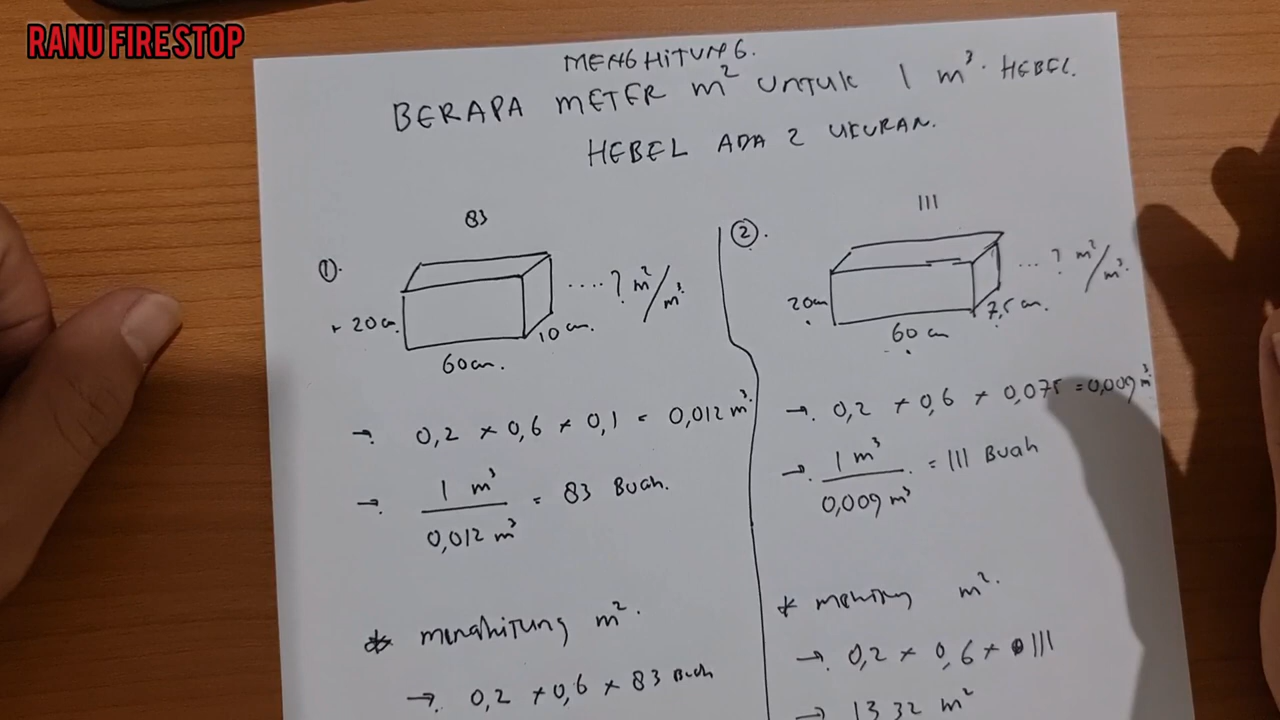 RANU FIRE STOP
MENGHITUNG.
BERAPA METER m² UNTUK 1 m³. HEBEL.
HEBEL ADA 2 UKURAN.
83
①.
20 cm.
60 cm.
10 cm.
....? m²/m³.
→ 0,2 × 0,6 × 0,1 = 0,012 m³.
→ 1 m³ / 0,012 m³ = 83 Buah.
* menghitung m².
→ 0,2 × 0,6 × 83 Buah
②.
111
20 cm
60 cm
7,5 cm.
...? m²/m³.
→. 0,2 × 0,6 × 0,075 = 0,009 m³.
→. 1 m³ / 0,009 m³ = 111 Buah
* m².
→. 0,2 × 0,6 × 111
→ 13,32 m²